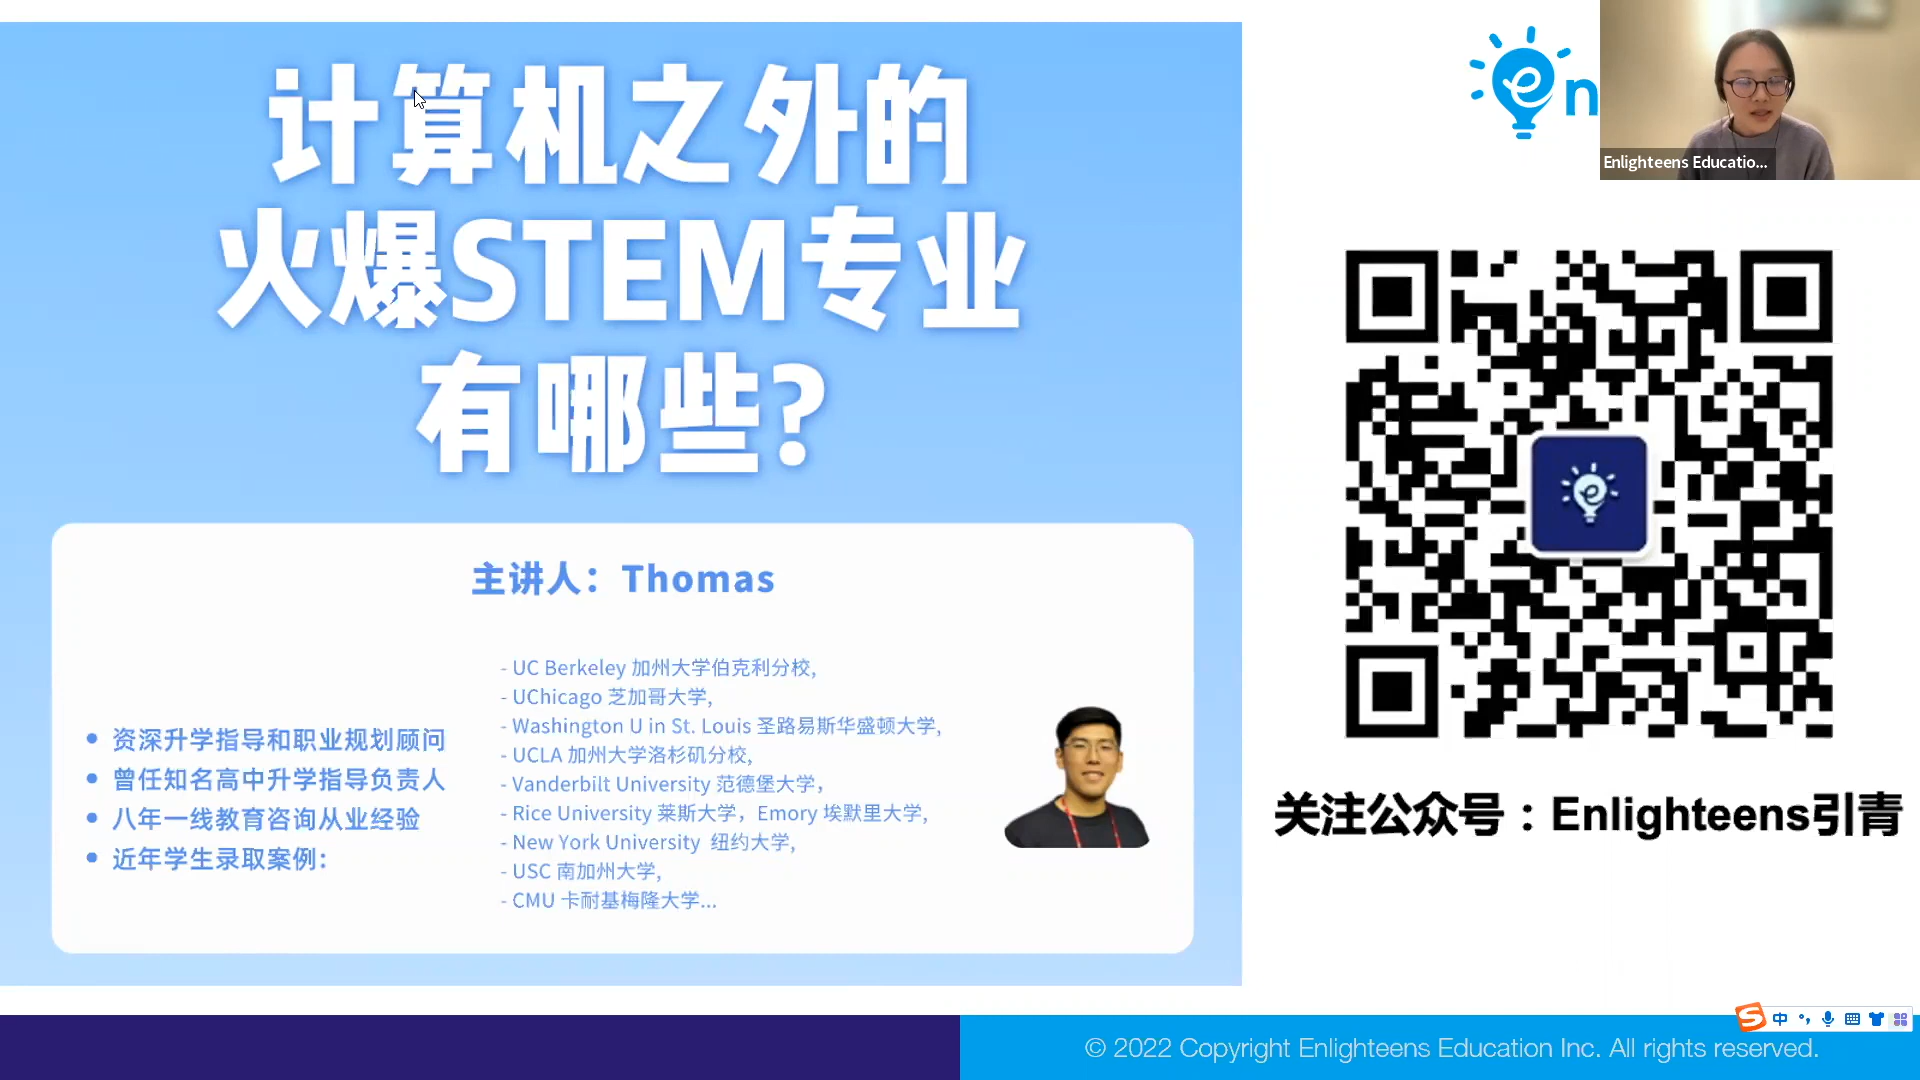 计算机之外的
火爆STEM专业
有哪些?
主讲人：Thomas
资深升学指导和职业规划顾问
曾任知名高中升学指导负责人
八年一线教育咨询从业经验
近年学生录取案例:
- UC Berkeley 加州大学伯克利分校,
- UChicago 芝加哥大学,
- Washington U in St. Louis 圣路易斯华盛顿大学,
- UCLA 加州大学洛杉矶分校,
- Vanderbilt University 范德堡大学，
- Rice University 莱斯大学，Emory 埃默里大学,
- New York University 纽约大学,
- USC 南加州大学,
- CMU 卡耐基梅隆大学...
en
Enlighteens Educatio...
关注公众号：Enlighteens引青
中
© 2022 Copyright Enlighteens Education Inc. All rights reserved.